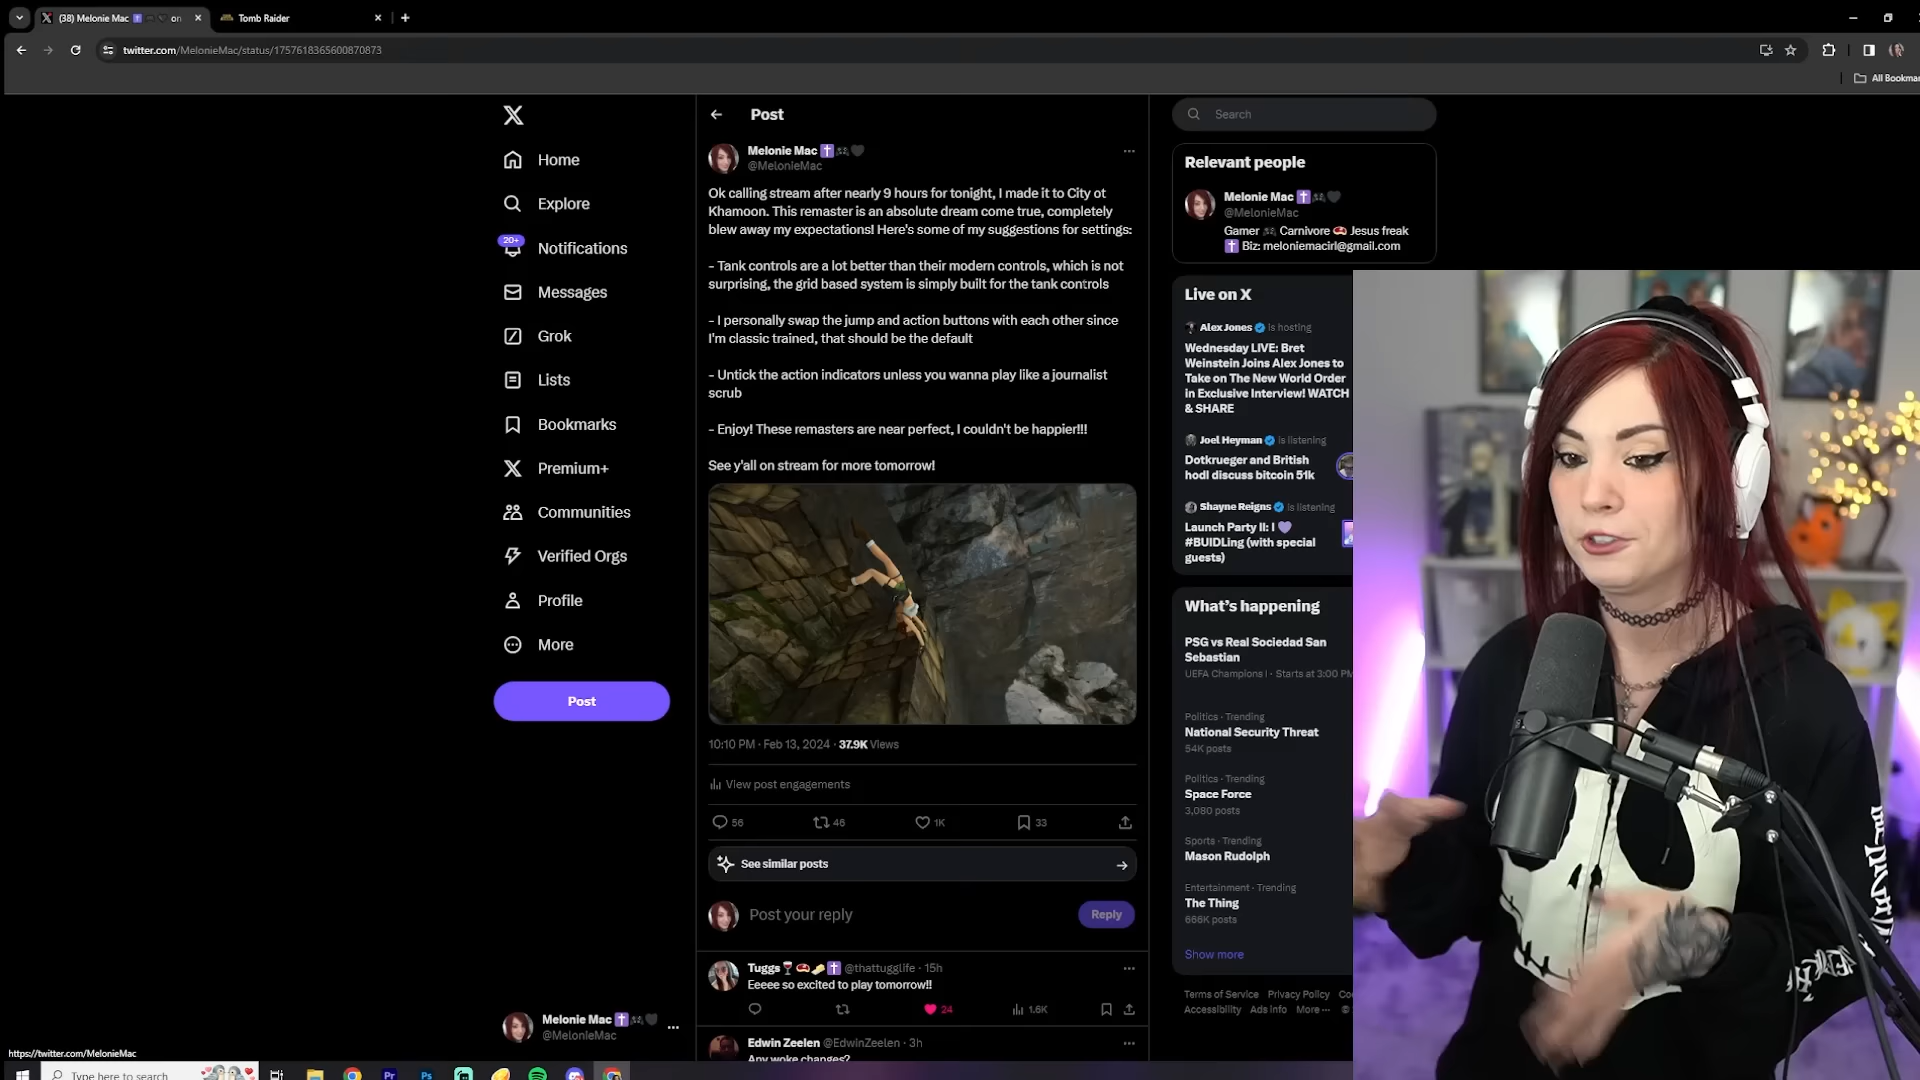 (38) Melonie Mac ✝️ on
Tomb Raider
twitter.com/MelonieMac/status/1757618365600870873
All Bookmar
Home
Explore
20+
Notifications
Messages
Grok
Lists
Bookmarks
Premium+
Communities
Verified Orgs
Profile
More
Post
Melonie Mac ✝️🎮🖤
@MelonieMac
https://twitter.com/MelonieMac
Type here to search
Post
Melonie Mac ✝️🎮🖤
@MelonieMac
Ok calling stream after nearly 9 hours for tonight, I made it to City ot
Khamoon. This remaster is an absolute dream come true, completely
blew away my expectations! Here's some of my suggestions for settings:
- Tank controls are a lot better than their modern controls, which is not
surprising, the grid based system is simply built for the tank controls
- I personally swap the jump and action buttons with each other since
I'm classic trained, that should be the default
- Untick the action indicators unless you wanna play like a journalist
scrub
- Enjoy! These remasters are near perfect, I couldn't be happier!!!
See y'all on stream for more tomorrow!
10:10 PM · Feb 13, 2024 · 37.9K Views
View post engagements
56 46 1K 33
See similar posts
Post your reply
Reply
Tuggs🍷🥩🧈✝️ @thattugglife · 15h
Eeeee so excited to play tomorrow!!
24 1.6K
Edwin Zeelen @EdwinZeelen · 3h
Any woke changes?
Search
Relevant people
Melonie Mac ✝️🎮🖤
@MelonieMac
Gamer 🎮 Carnivore 🥩 Jesus freak
✝️ Biz: meloniemacirl@gmail.com
Live on X
Alex Jones is hosting
Wednesday LIVE: Bret
Weinstein Joins Alex Jones to
Take on The New World Order
in Exclusive Interview! WATCH
& SHARE
Joel Heyman is listening
Dotkrueger and British
hodl discuss bitcoin 51k
Shayne Reigns is listening
Launch Party II: I 💜
#BUIDLing (with special
guests)
What's happening
PSG vs Real Sociedad San
Sebastian
UEFA Champions l · Starts at 3:00 PM
Politics · Trending
National Security Threat
54K posts
Politics · Trending
Space Force
3,080 posts
Sports · Trending
Mason Rudolph
Entertainment · Trending
The Thing
666K posts
Show more
Terms of Service Privacy Policy Coo
Accessibility Ads info More ··· ©